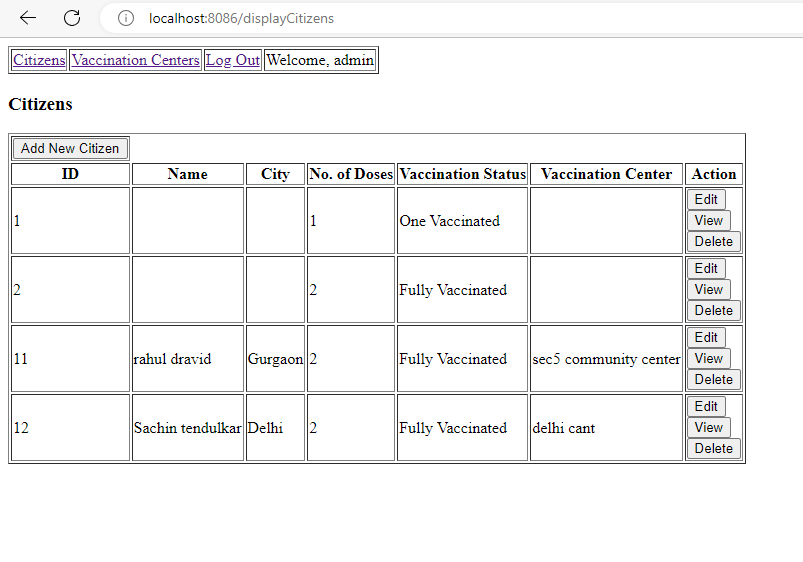 localhost:8086/displayCitizens
Citizens Vaccination Centers Log Out Welcome, admin
Citizens
Add New Citizen
ID Name City No. of Doses Vaccination Status Vaccination Center Action
1 1 One Vaccinated Edit
View
Delete
2 2 Fully Vaccinated Edit
View
Delete
11 rahul dravid Gurgaon 2 Fully Vaccinated sec5 community center Edit
View
Delete
12 Sachin tendulkar Delhi 2 Fully Vaccinated delhi cant Edit
View
Delete